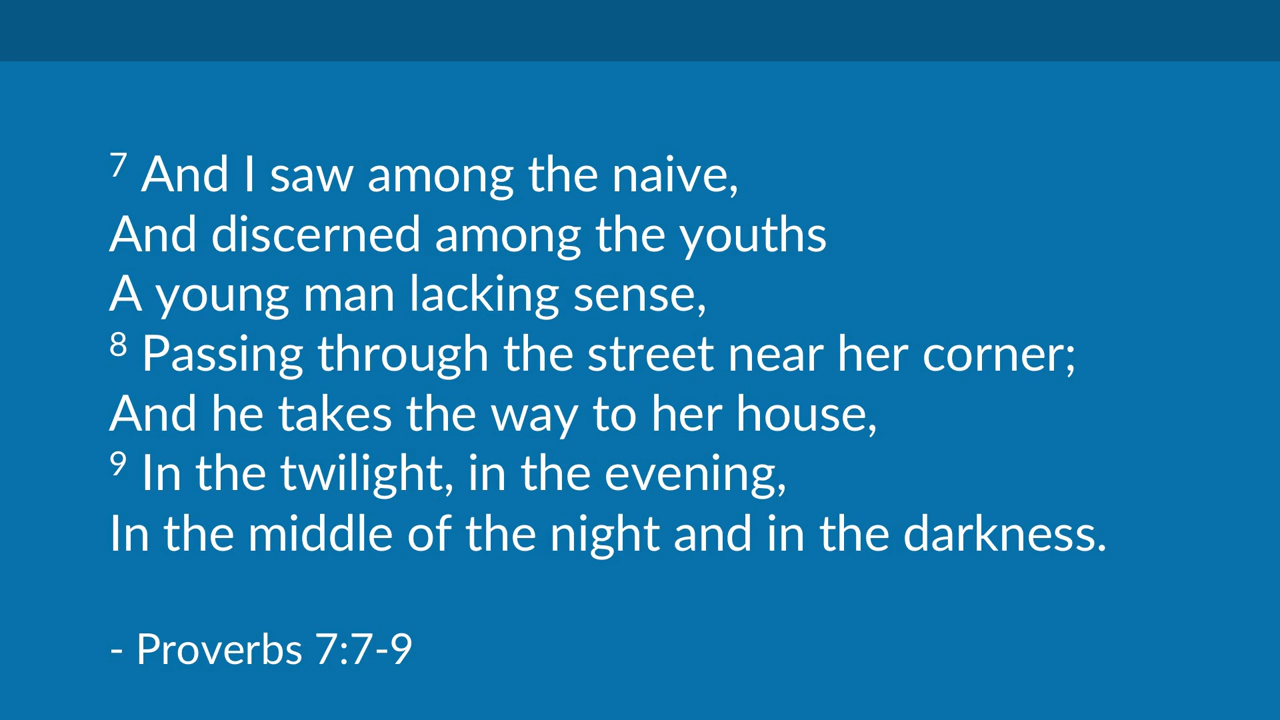 7 And I saw among the naive,
And discerned among the youths
A young man lacking sense,
8 Passing through the street near her corner;
And he takes the way to her house,
9 In the twilight, in the evening,
In the middle of the night and in the darkness.
- Proverbs 7:7-9